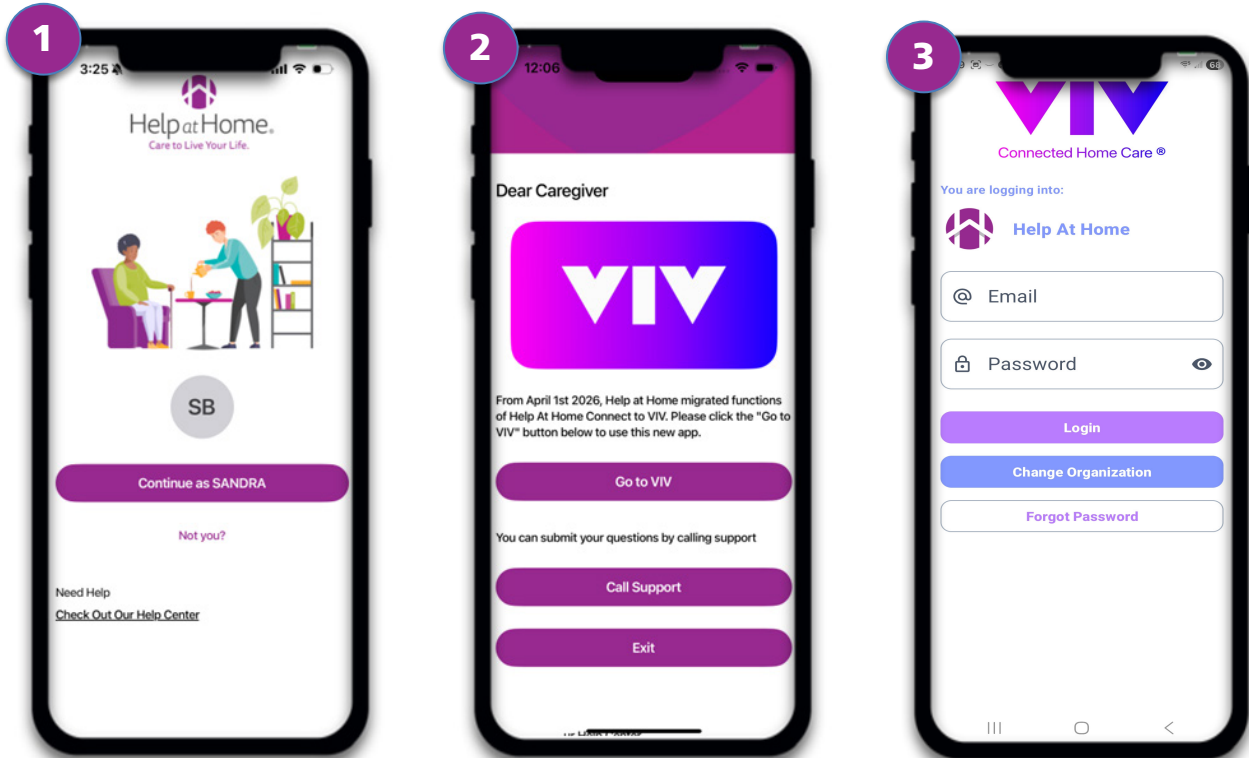 1
3:25
Help at Home®
Care to Live Your Life.
SB
Continue as SANDRA
Not you?
Need Help
Check Out Our Help Center
2
12:06
Dear Caregiver
VIV
From April 1st 2026, Help at Home migrated functions
of Help At Home Connect to VIV. Please click the "Go to
VIV" button below to use this new app.
Go to VIV
You can submit your questions by calling support
Call Support
Exit
3
68
VIV
Connected Home Care ®
You are logging into:
Help At Home
@ Email
Password
Login
Change Organization
Forgot Password